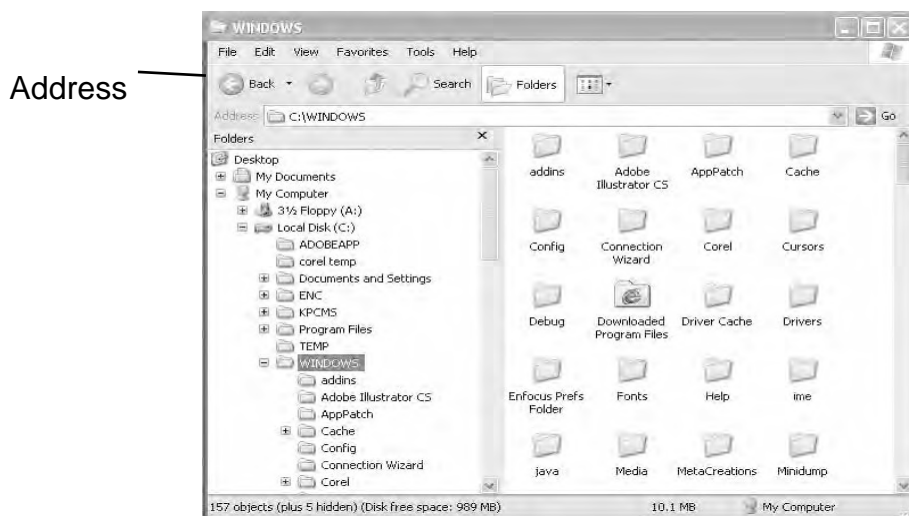 WINDOWS
File Edit View Favorites Tools Help
Address
Back Search Folders
Address C:\WINDOWS Go
Folders
Desktop
My Documents
My Computer
3½ Floppy (A:)
Local Disk (C:)
ADOBEAPP
corel temp
Documents and Settings
ENC
KPCMS
Program Files
TEMP
WINDOWS
addins
Adobe Illustrator CS
AppPatch
Cache
Config
Connection Wizard
Corel
addins Adobe Illustrator CS AppPatch Cache
Config Connection Wizard Corel Cursors
Debug Downloaded Program Files Driver Cache Drivers
Enfocus Prefs Folder Fonts Help ime
java Media MetaCreations Minidump
157 objects (plus 5 hidden) (Disk free space: 989 MB) 10.1 MB My Computer